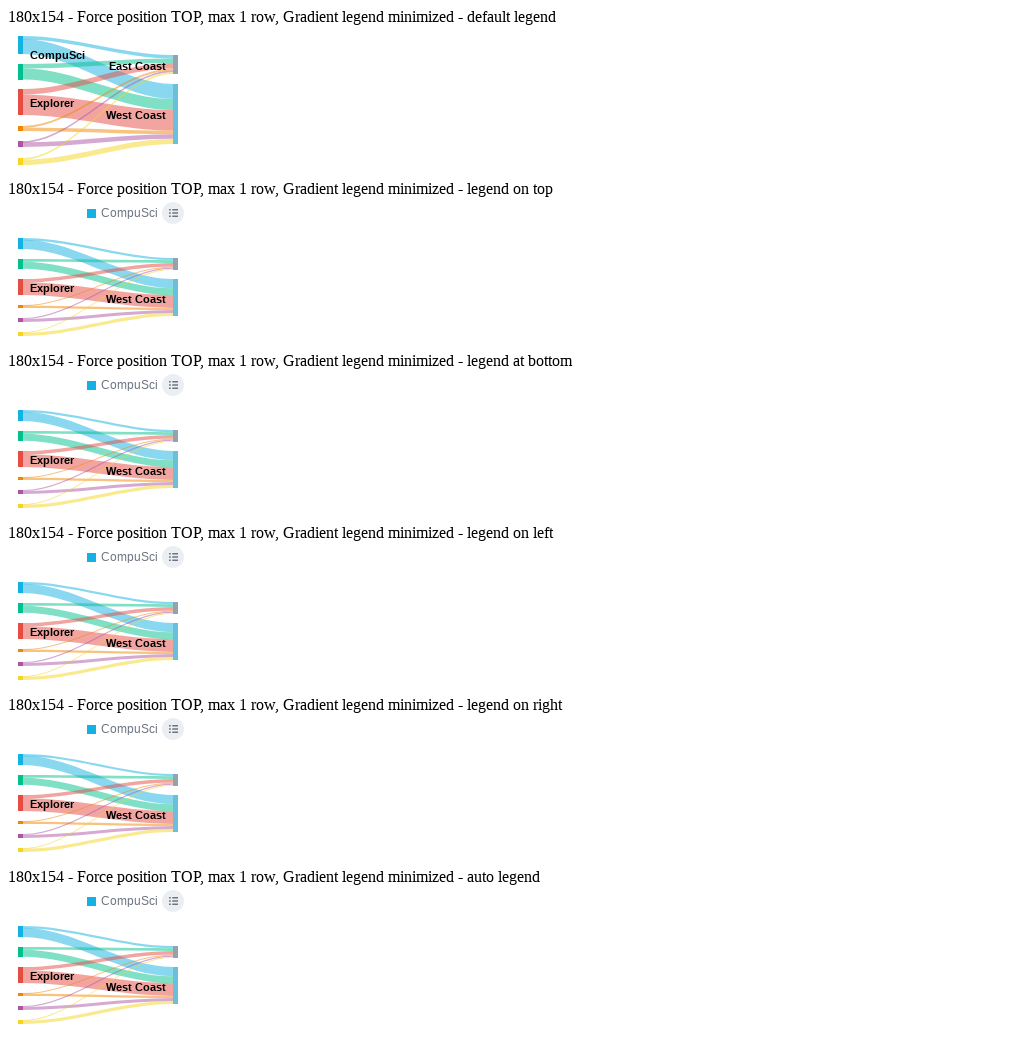 180x154 - Force position TOP, max 1 row, Gradient legend minimized - default legend
CompuSci
East Coast
Explorer
West Coast
180x154 - Force position TOP, max 1 row, Gradient legend minimized - legend on top
CompuSci
Explorer
West Coast
180x154 - Force position TOP, max 1 row, Gradient legend minimized - legend at bottom
CompuSci
Explorer
West Coast
180x154 - Force position TOP, max 1 row, Gradient legend minimized - legend on left
CompuSci
Explorer
West Coast
180x154 - Force position TOP, max 1 row, Gradient legend minimized - legend on right
CompuSci
Explorer
West Coast
180x154 - Force position TOP, max 1 row, Gradient legend minimized - auto legend
CompuSci
Explorer
West Coast